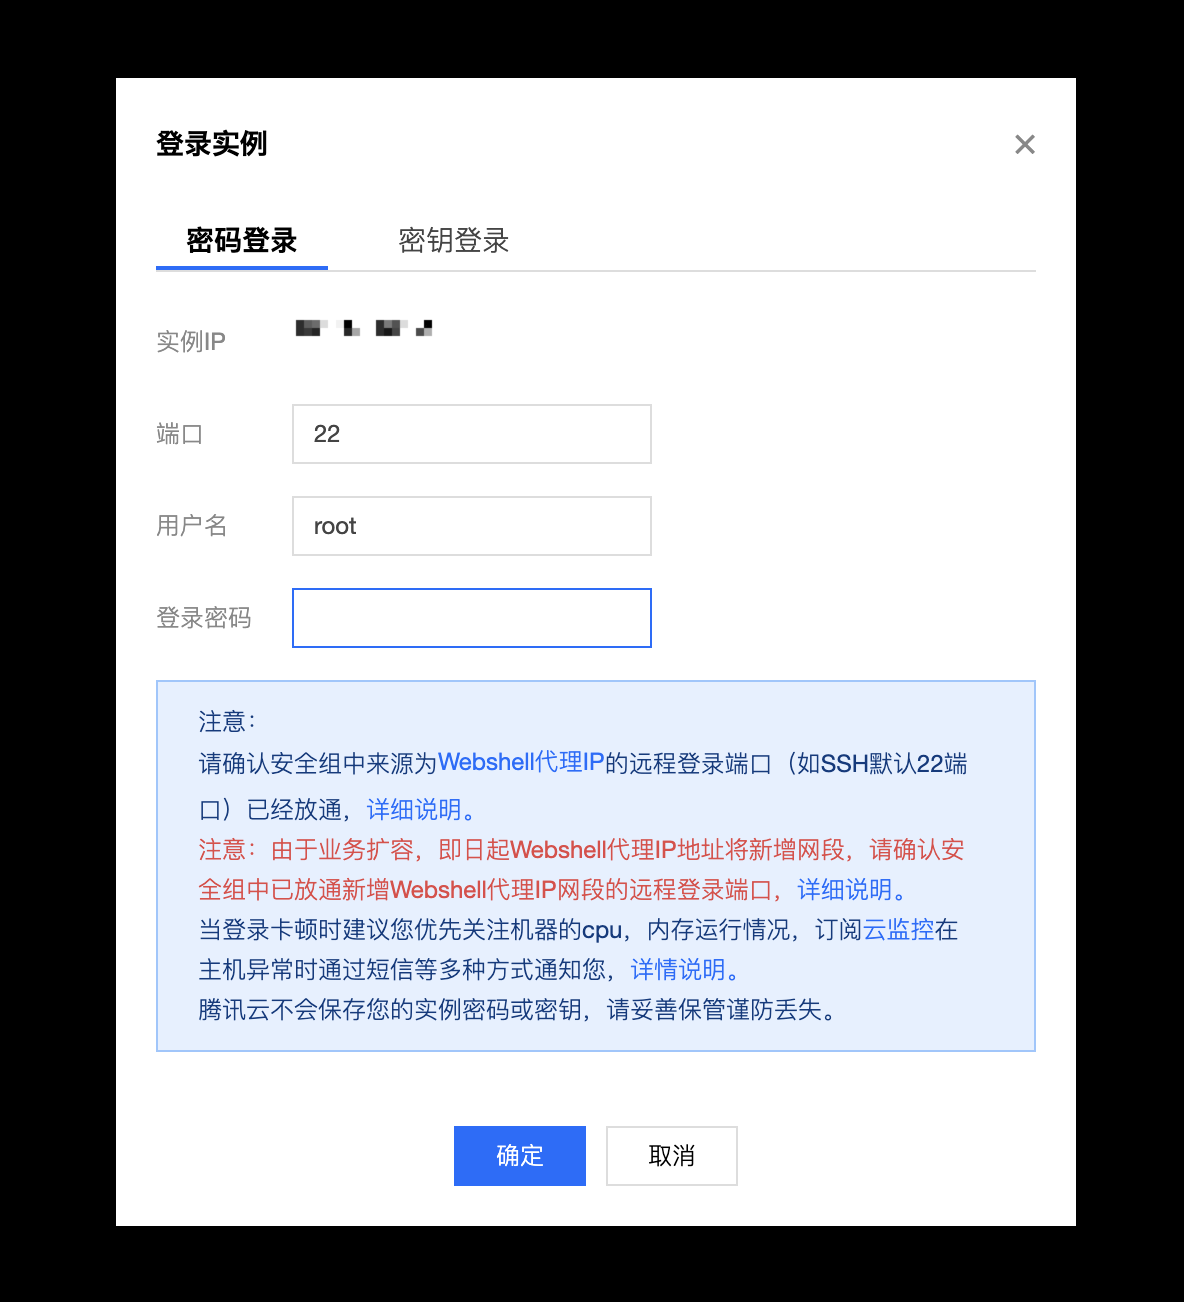 登录实例
密码登录
密钥登录
实例IP
端口
22
用户名
root
登录密码
注意：
请确认安全组中来源为Webshell代理IP的远程登录端口（如SSH默认22端
口）已经放通，详细说明。
注意：由于业务扩容，即日起Webshell代理IP地址将新增网段，请确认安
全组中已放通新增Webshell代理IP网段的远程登录端口，详细说明。
当登录卡顿时建议您优先关注机器的cpu，内存运行情况，订阅云监控在
主机异常时通过短信等多种方式通知您，详情说明。
腾讯云不会保存您的实例密码或密钥，请妥善保管谨防丢失。
确定
取消